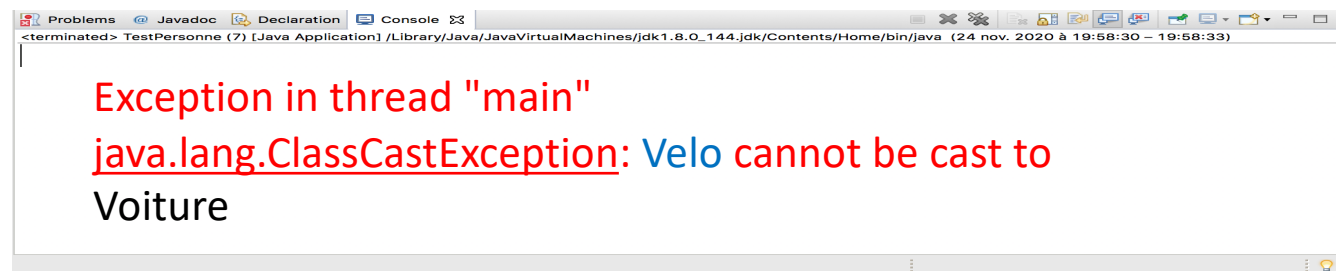 Problems @ Javadoc Declaration Console
<terminated> TestPersonne (7) [Java Application] /Library/Java/JavaVirtualMachines/jdk1.8.0_144.jdk/Contents/Home/bin/java (24 nov. 2020 à 19:58:30 – 19:58:33)
Exception in thread "main"
java.lang.ClassCastException: Velo cannot be cast to
Voiture